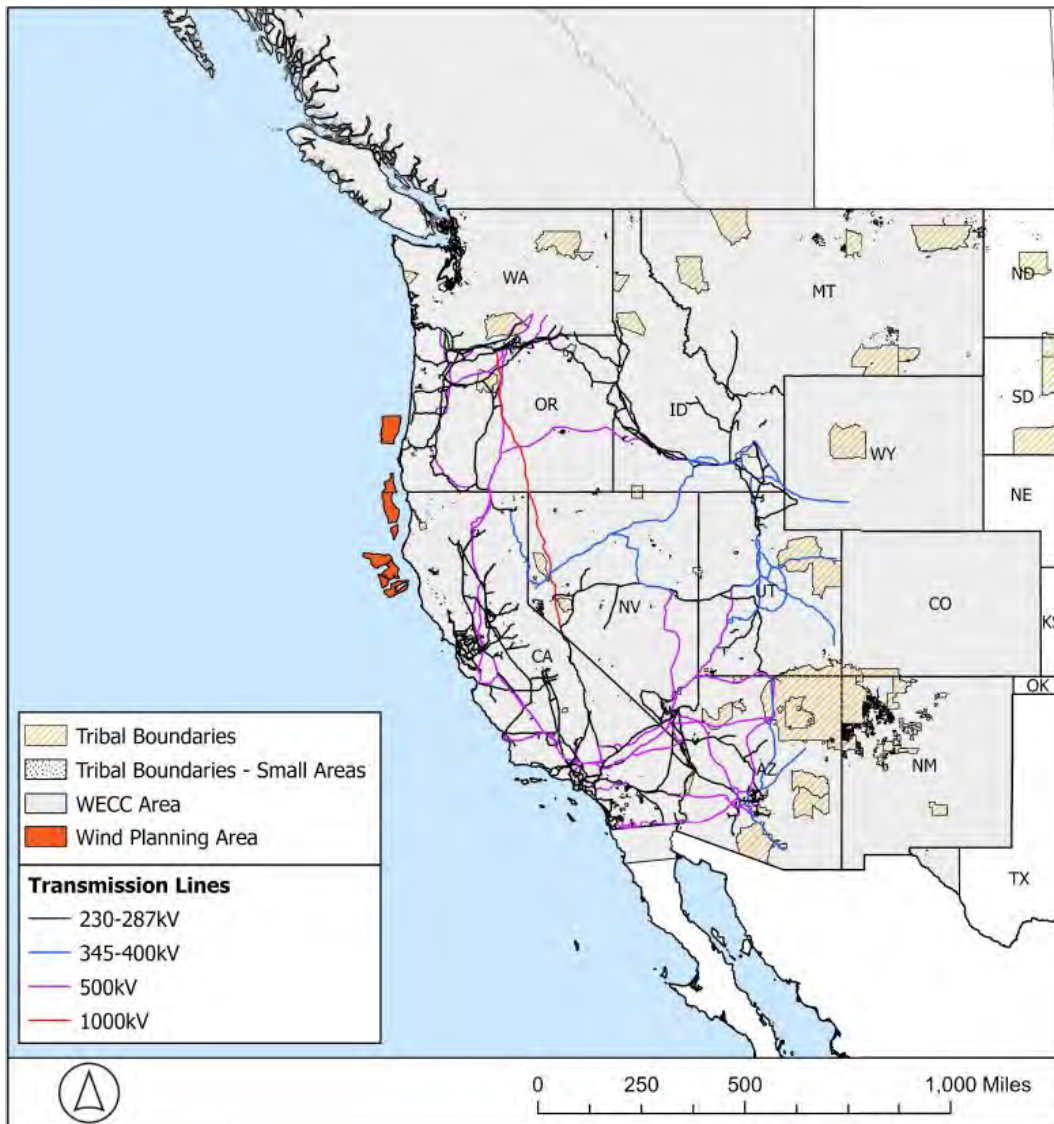 WA
MT
ND
OR
ID
SD
WY
NE
NV
UT
CO
KS
CA
OK
AZ
NM
TX
Tribal Boundaries
Tribal Boundaries - Small Areas
WECC Area
Wind Planning Area
Transmission Lines
230-287kV
345-400kV
500kV
1000kV
0 250 500 1,000 Miles